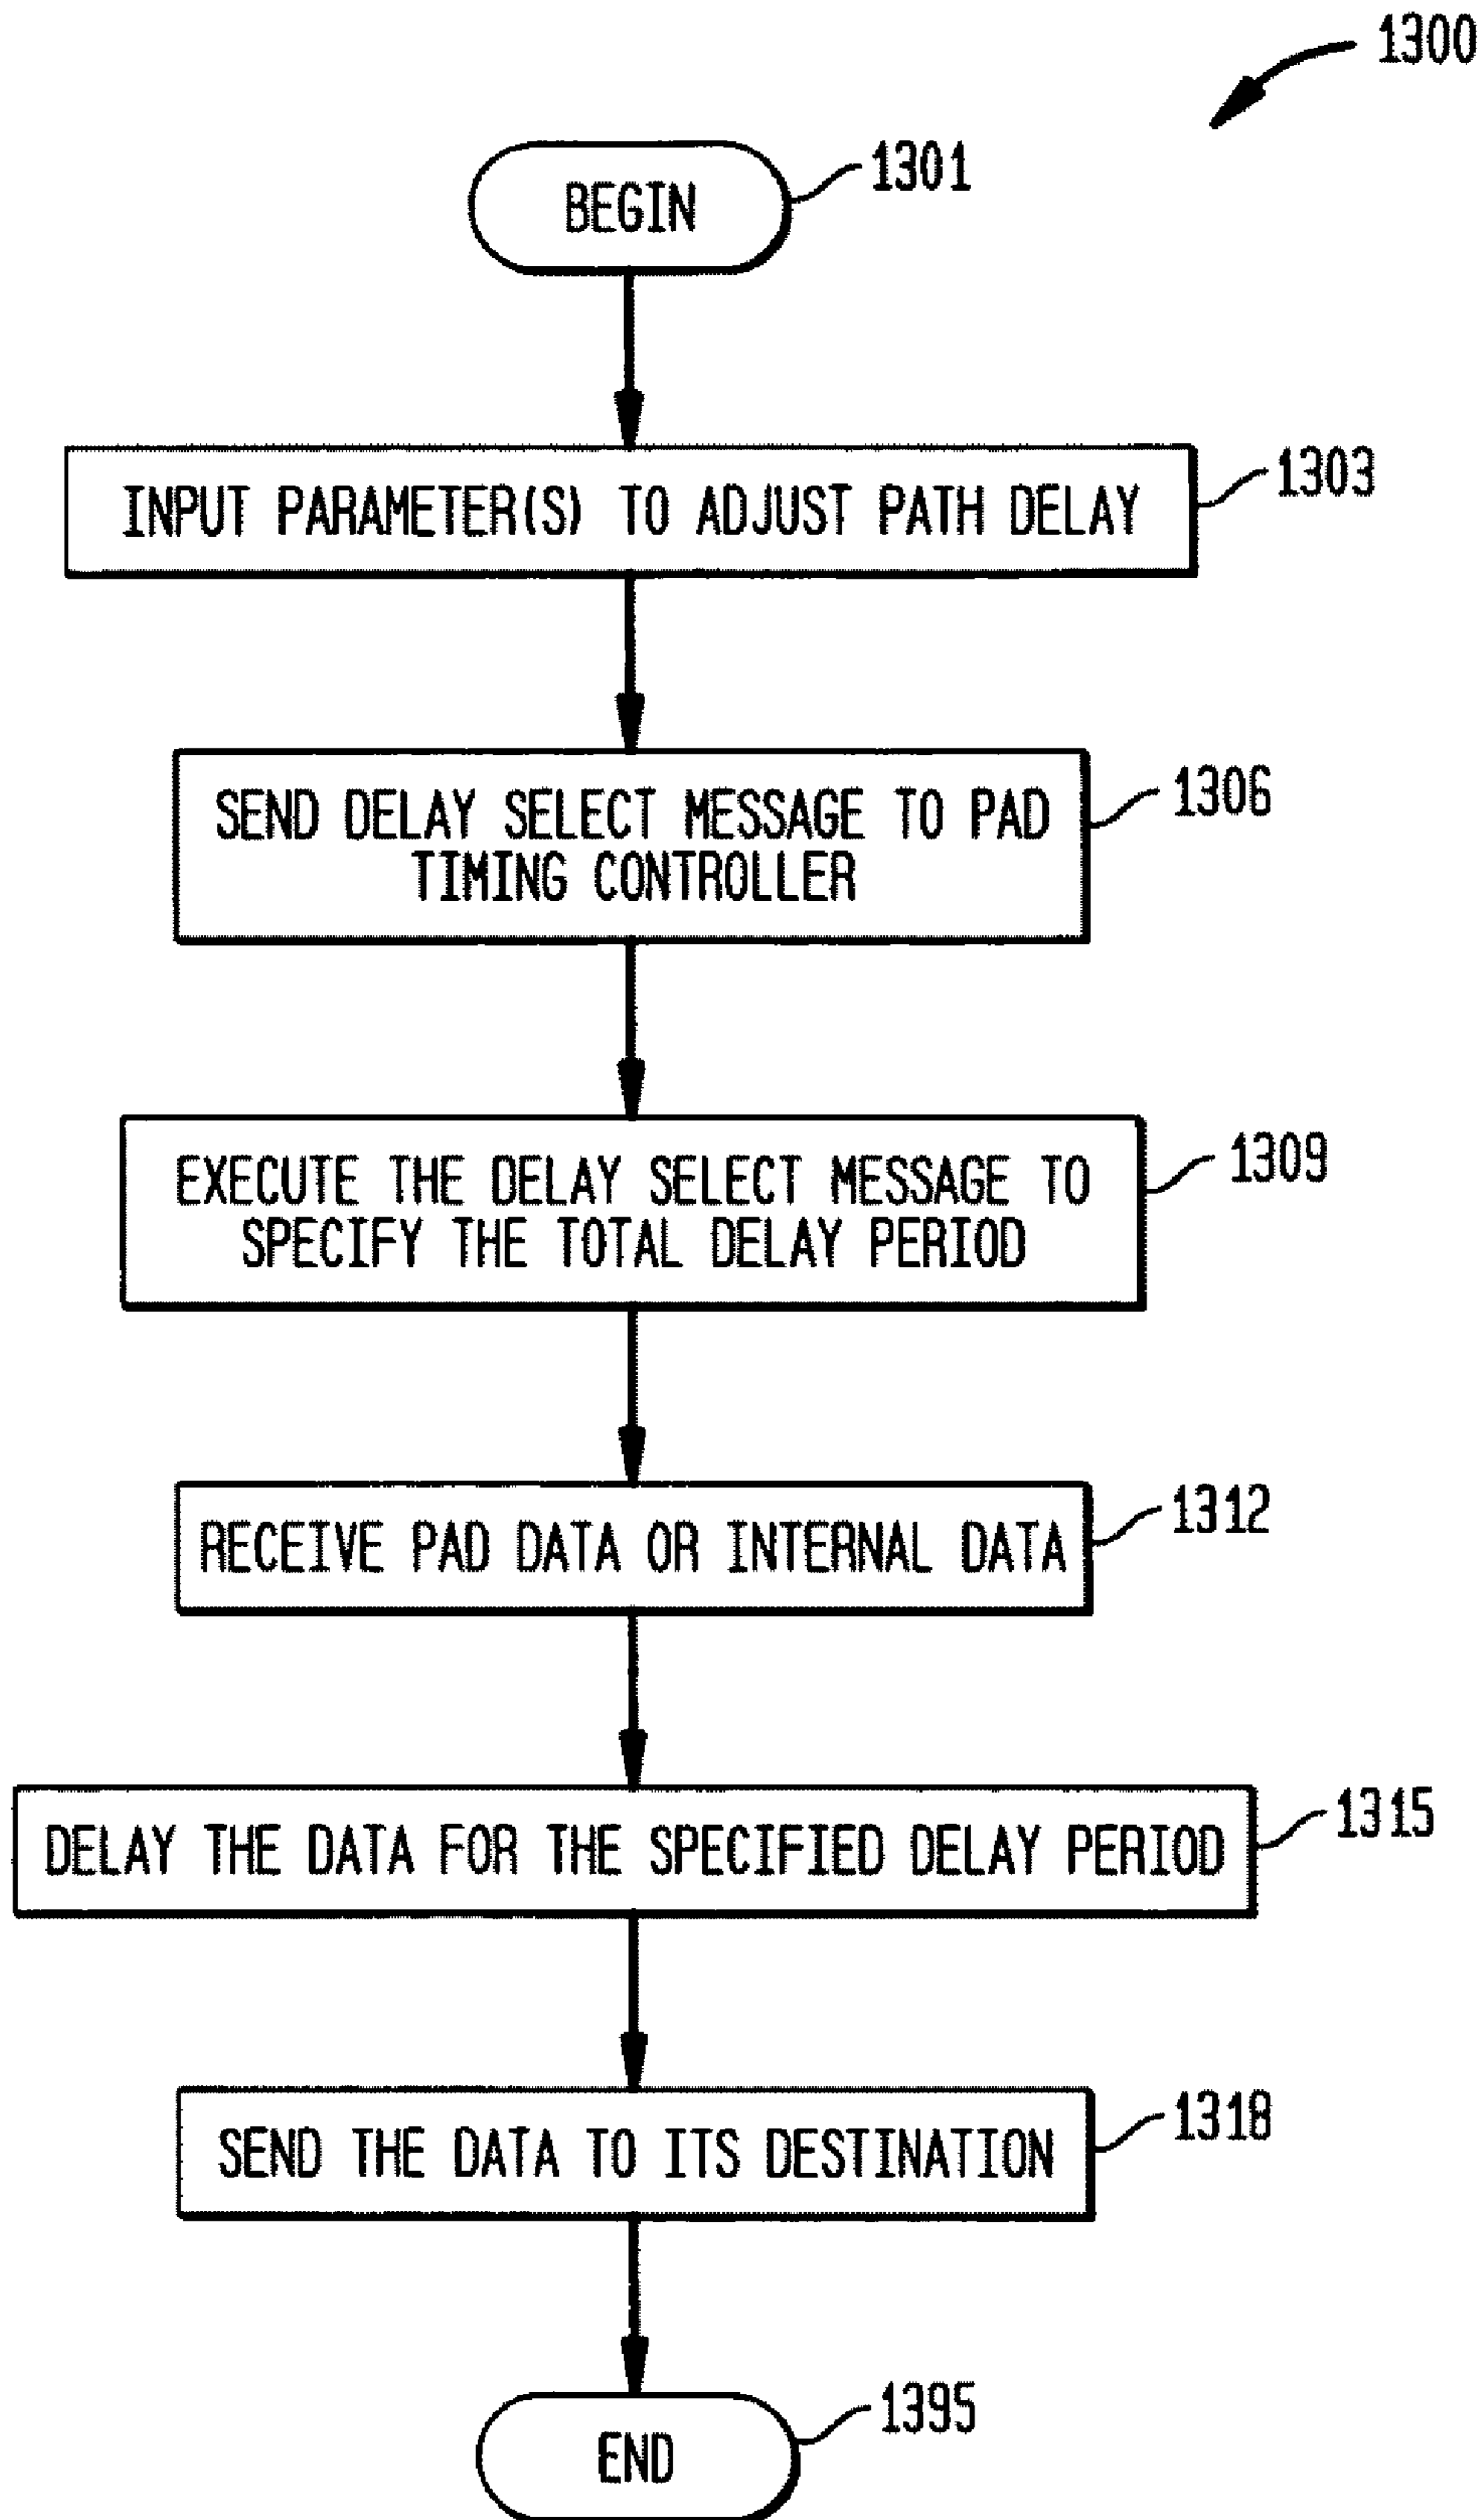 1300
BEGIN
1301
INPUT PARAMETER(S) TO ADJUST PATH DELAY
1303
SEND DELAY SELECT MESSAGE TO PAD
TIMING CONTROLLER
1306
EXECUTE THE DELAY SELECT MESSAGE TO
SPECIFY THE TOTAL DELAY PERIOD
1309
RECEIVE PAD DATA OR INTERNAL DATA
1312
DELAY THE DATA FOR THE SPECIFIED DELAY PERIOD
1315
SEND THE DATA TO ITS DESTINATION
1318
END
1395